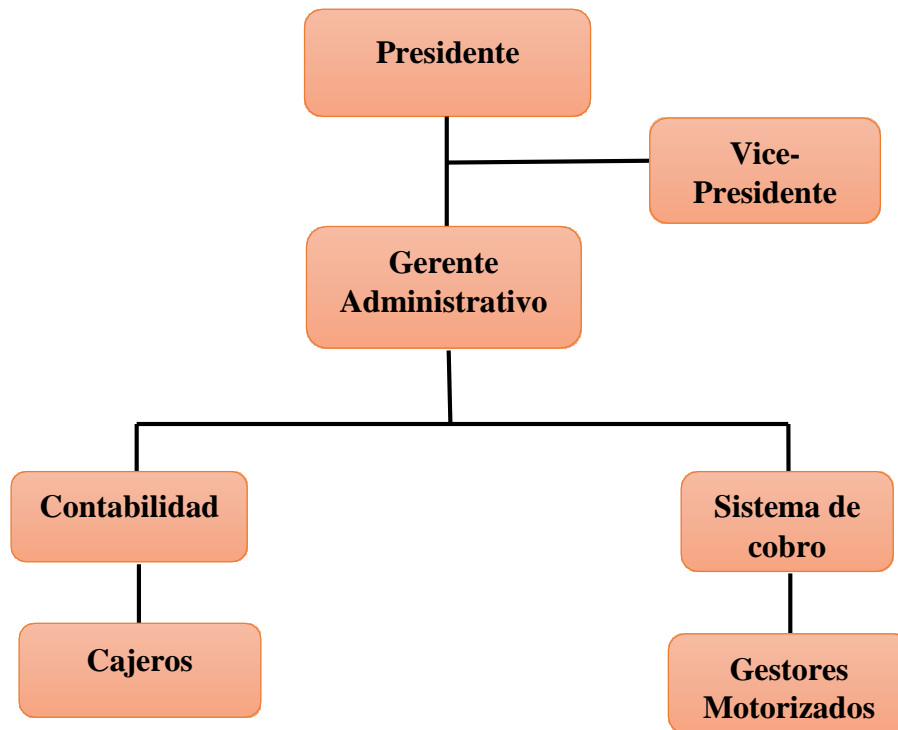 Presidente
Vice-
Presidente
Gerente
Administrativo
Contabilidad
Sistema de
cobro
Cajeros
Gestores
Motorizados